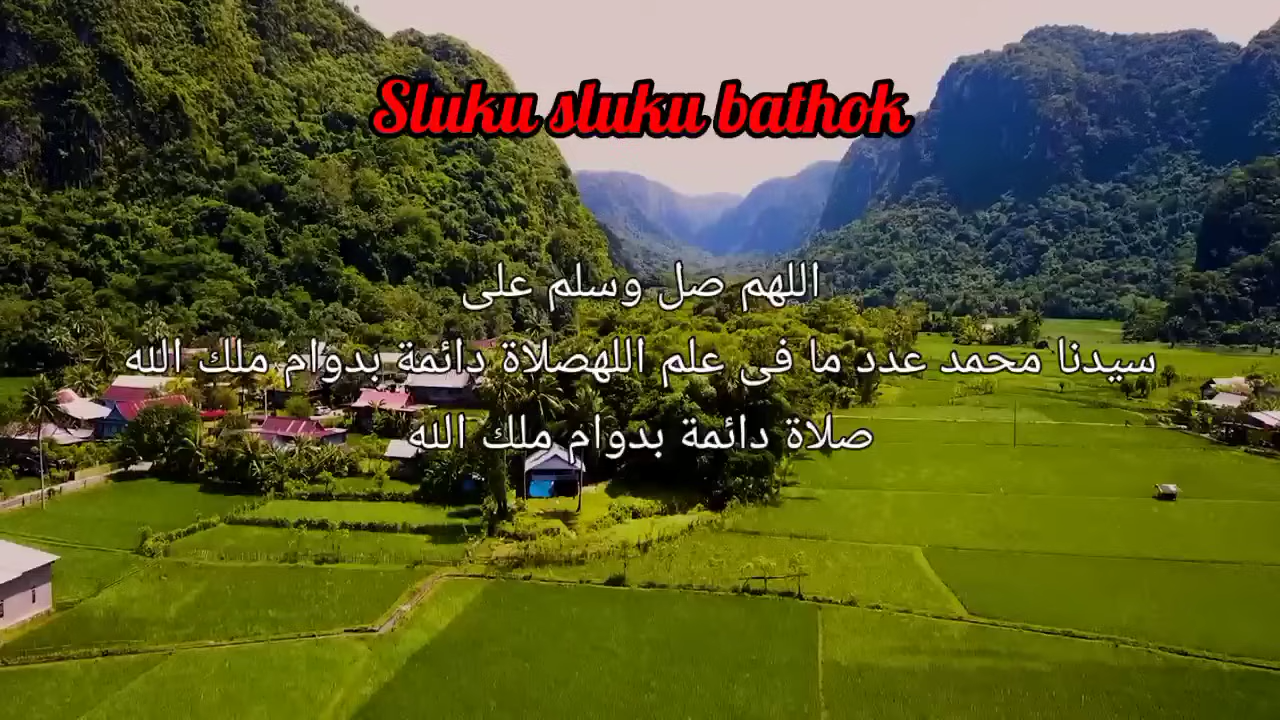 Sluku sluku bathok
اللهم صل وسلم على
سيدنا محمد عدد ما فى علم اللهصلاة دائمة بدوام ملك الله
صلاة دائمة بدوام ملك الله